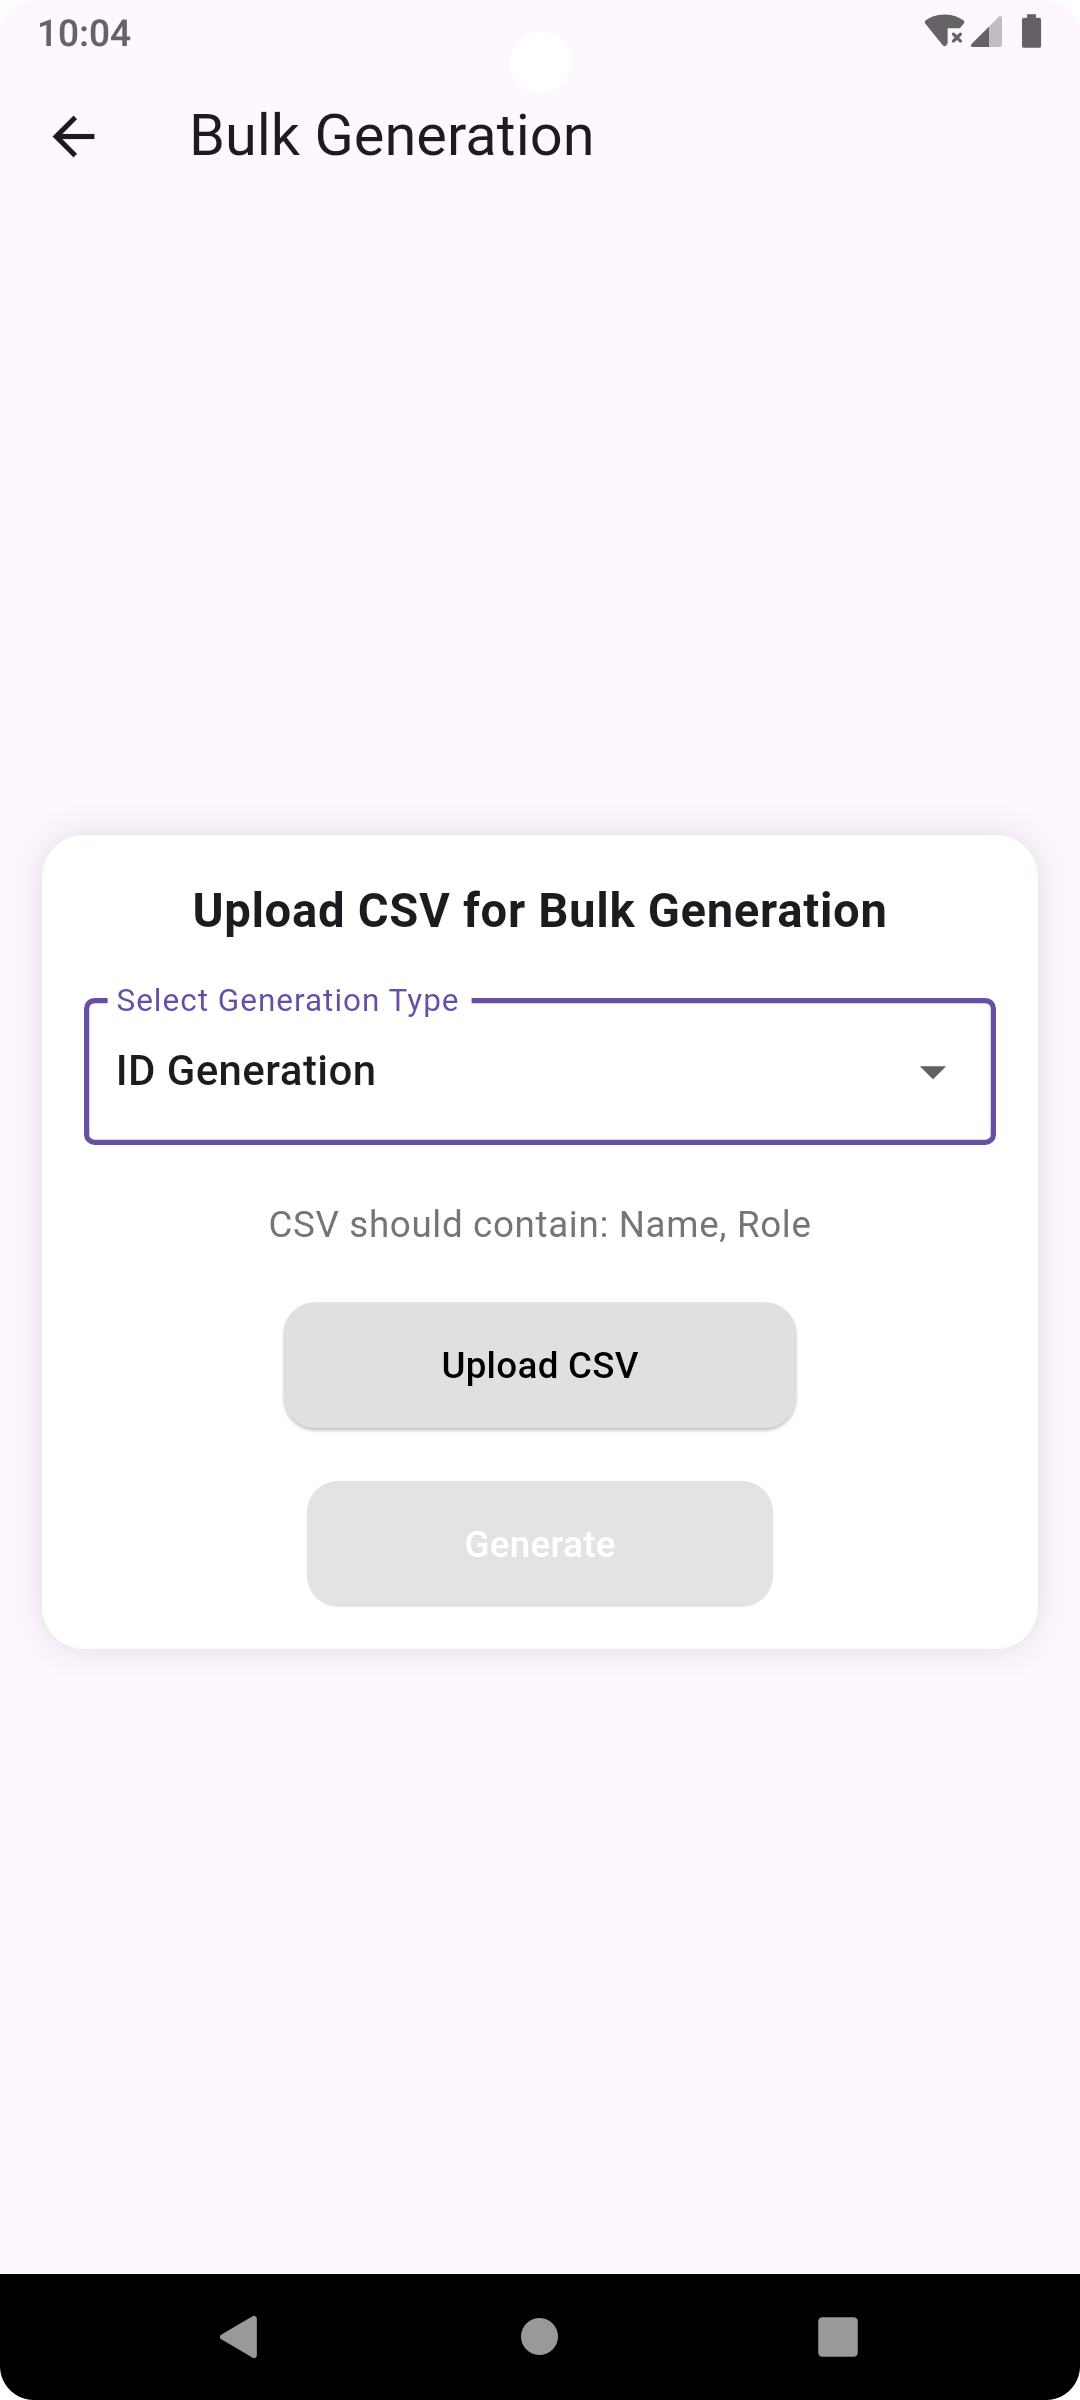 10:04
Bulk Generation
Upload CSV for Bulk Generation
Select Generation Type
ID Generation
CSV should contain: Name, Role
Upload CSV
Generate